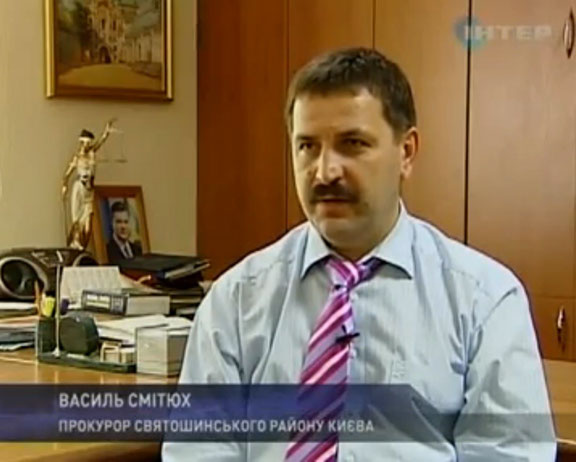 ІНТЕР
ВАСИЛЬ СМІТЮХ
ПРОКУРОР СВЯТОШИНСЬКОГО РАЙОНУ КИЄВА